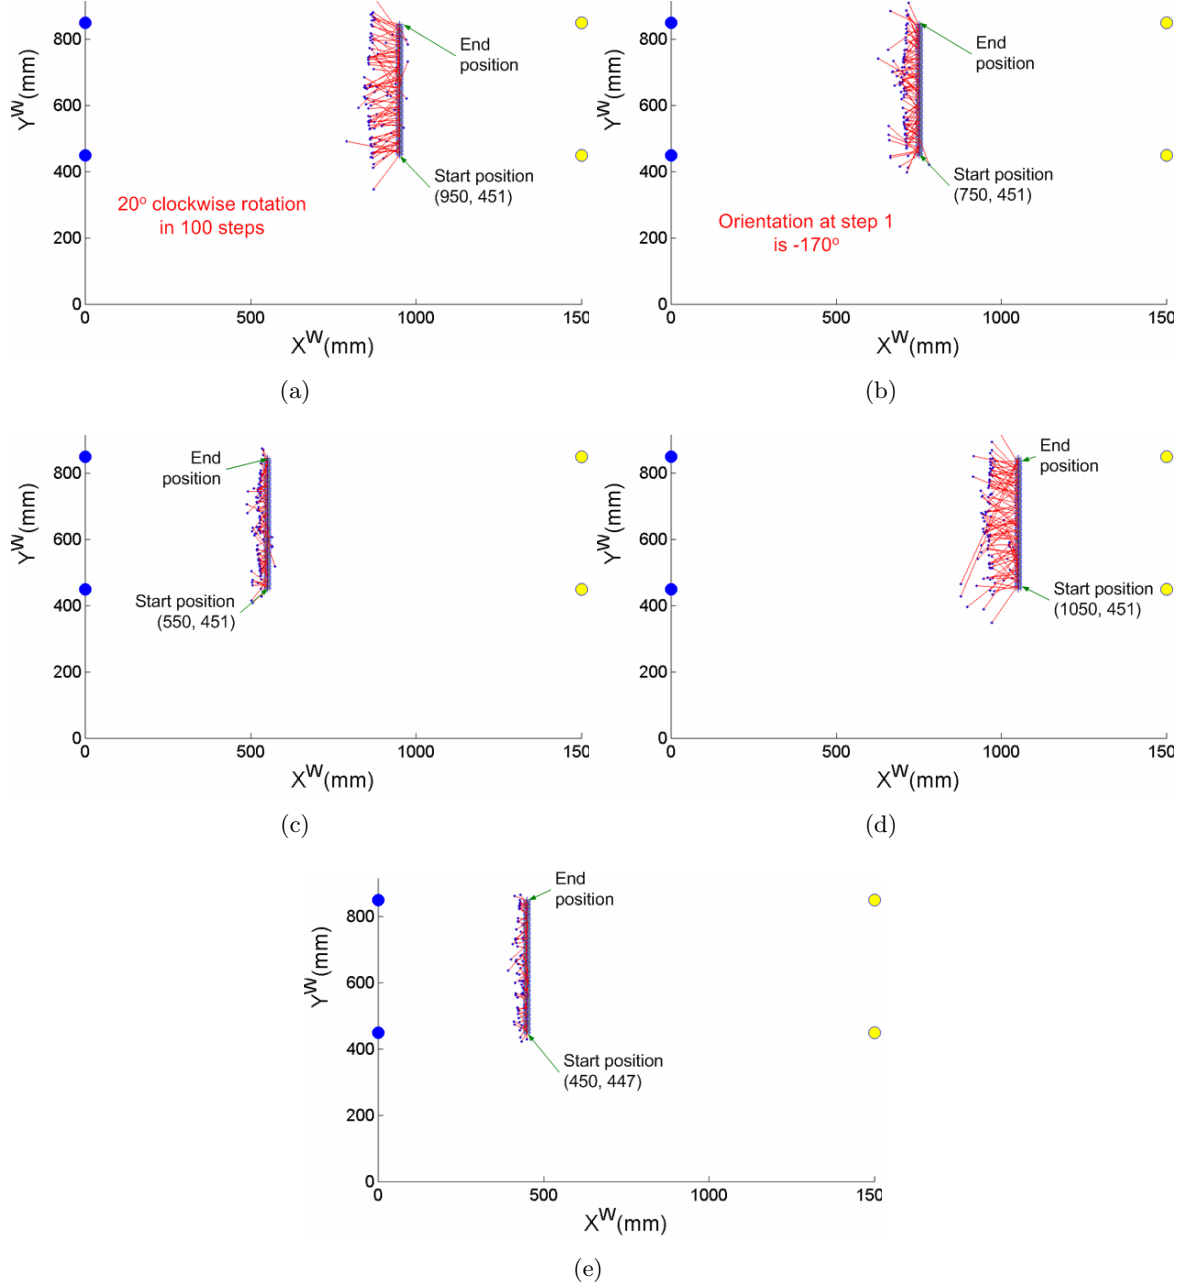 800
600
400
200
0
0
500
1000
150
Y^W(mm)
X^W(mm)
End
position
Start position
(950, 451)
20° clockwise rotation
in 100 steps
(a)
800
600
400
200
0
0
500
1000
150
Y^W(mm)
X^W(mm)
End
position
Start position
(750, 451)
Orientation at step 1
is -170°
(b)
800
600
400
200
0
0
500
1000
150
Y^W(mm)
X^W(mm)
End
position
Start position
(550, 451)
(c)
800
600
400
200
0
0
500
1000
150
Y^W(mm)
X^W(mm)
End
position
Start position
(1050, 451)
(d)
800
600
400
200
0
0
500
1000
150
Y^W(mm)
X^W(mm)
End
position
Start position
(450, 447)
(e)